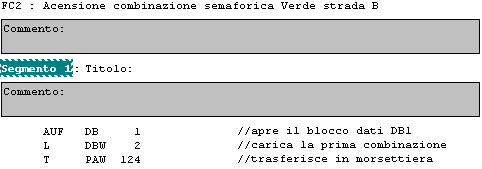 FC2 : Acensione combinazione semaforica Verde strada B
Commento:
Segmento 1: Titolo:
Commento:
AUF DB 1 //apre il blocco dati DB1
L DBW 2 //carica la prima combinazione
T PAW 124 //trasferisce in morsettiera